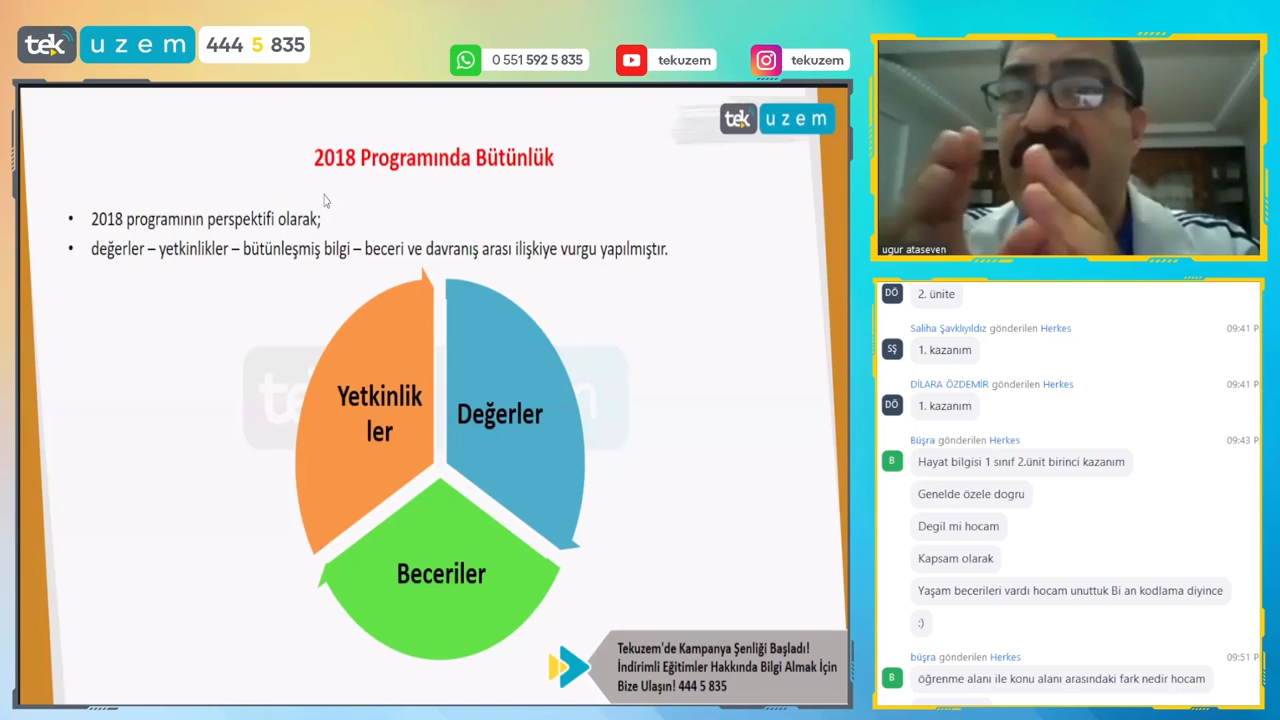 tek uzem 444 5 835
0 551 592 5 835
tekuzem
tekuzem
tek uzem
2018 Programında Bütünlük
• 2018 programının perspektifi olarak;
• değerler – yetkinlikler – bütünleşmiş bilgi – beceri ve davranış arası ilişkiye vurgu yapılmıştır.
Yetkinlik
ler
Değerler
Beceriler
Tekuzem'de Kampanya Şenliği Başladı!
İndirimli Eğitimler Hakkında Bilgi Almak İçin
Bize Ulaşın! 444 5 835
ugur ataseven
DÖ
2. ünite
Saliha Şavklıyıldız gönderilen Herkes 09:41 P
SŞ
1. kazanım
DİLARA ÖZDEMİR gönderilen Herkes 09:41 P
DÖ
1. kazanım
Büşra gönderilen Herkes 09:43 P
B
Hayat bilgisi 1 sınıf 2.ünit birinci kazanım
Genelde özele dogru
Degil mi hocam
Kapsam olarak
Yaşam becerileri vardı hocam unuttuk Bi an kodlama diyince
:)
büşra gönderilen Herkes 09:51 P
B
öğrenme alanı ile konu alanı arasındaki fark nedir hocam